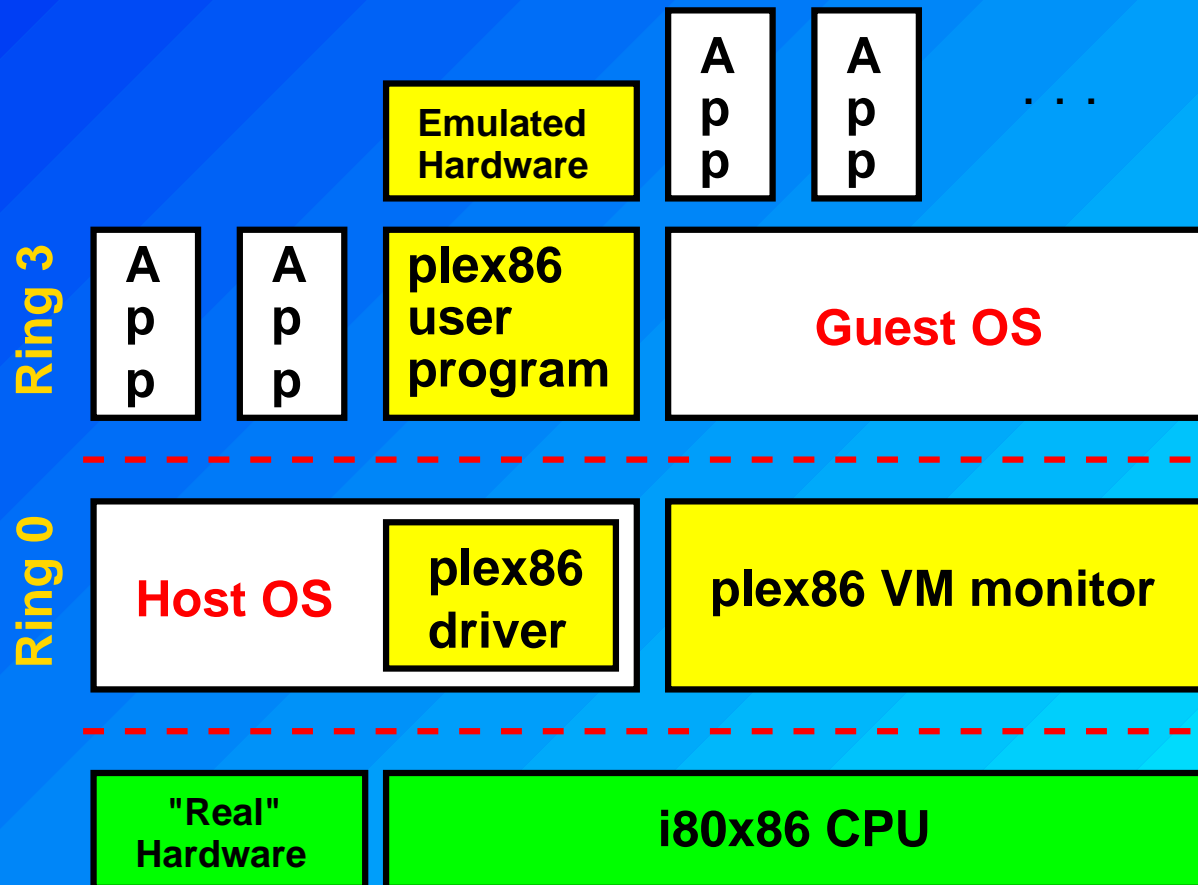 A
p
p
A
p
p
. . .
Emulated
Hardware
Ring 3
A
p
p
A
p
p
plex86
user
program
Guest OS
Ring 0
Host OS
plex86
driver
plex86 VM monitor
"Real"
Hardware
i80x86 CPU